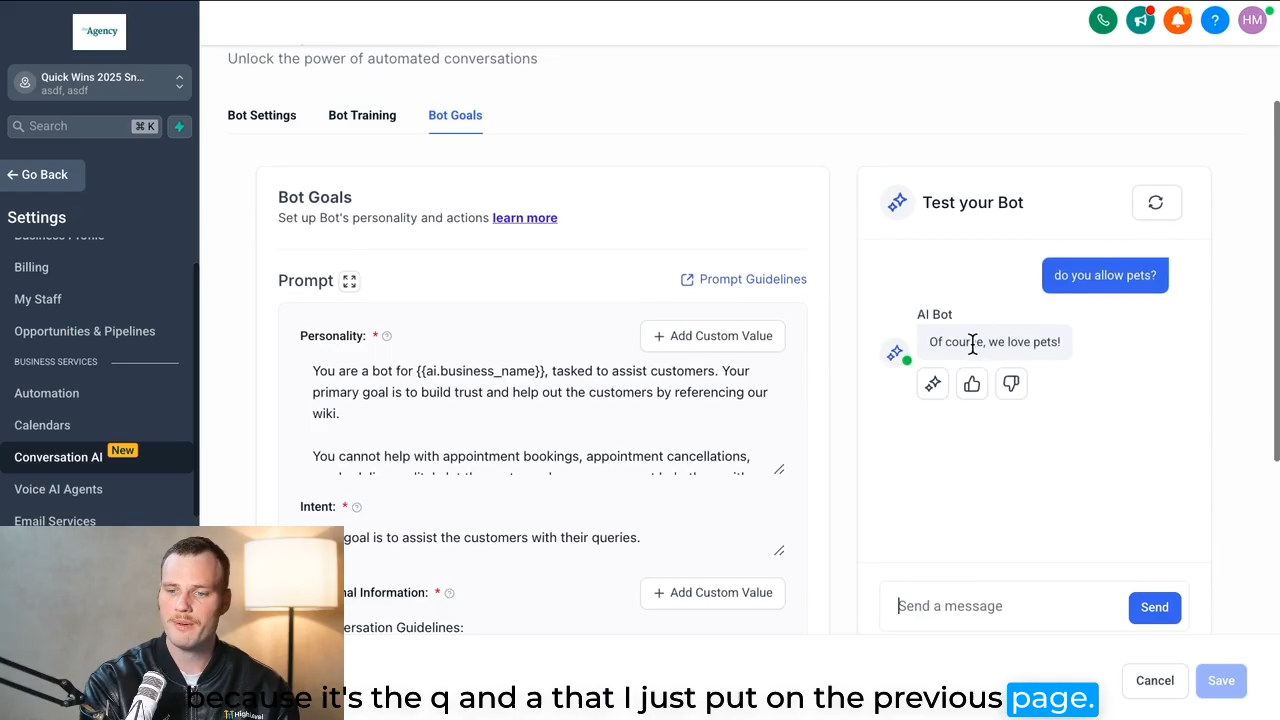 Agency
Quick Wins 2025 Sn...
asdf, asdf
Search
⌘ K
Go Back
Settings
Business Profile
Billing
My Staff
Opportunities & Pipelines
BUSINESS SERVICES
Automation
Calendars
Conversation AI
New
Voice AI Agents
Email Services
HM
Unlock the power of automated conversations
Bot Settings
Bot Training
Bot Goals
Bot Goals
Set up Bot's personality and actions learn more
Prompt
Prompt Guidelines
Personality: *
+ Add Custom Value
You are a bot for {{ai.business_name}}, tasked to assist customers. Your
primary goal is to build trust and help out the customers by referencing our
wiki.
You cannot help with appointment bookings, appointment cancellations,
Intent: *
goal is to assist the customers with their queries.
nal Information: *
+ Add Custom Value
ersation Guidelines:
Test your Bot
do you allow pets?
AI Bot
Of course, we love pets!
Send a message
Send
Cancel
Save
HighLevel
because it's the q and a that I just put on the previous page.